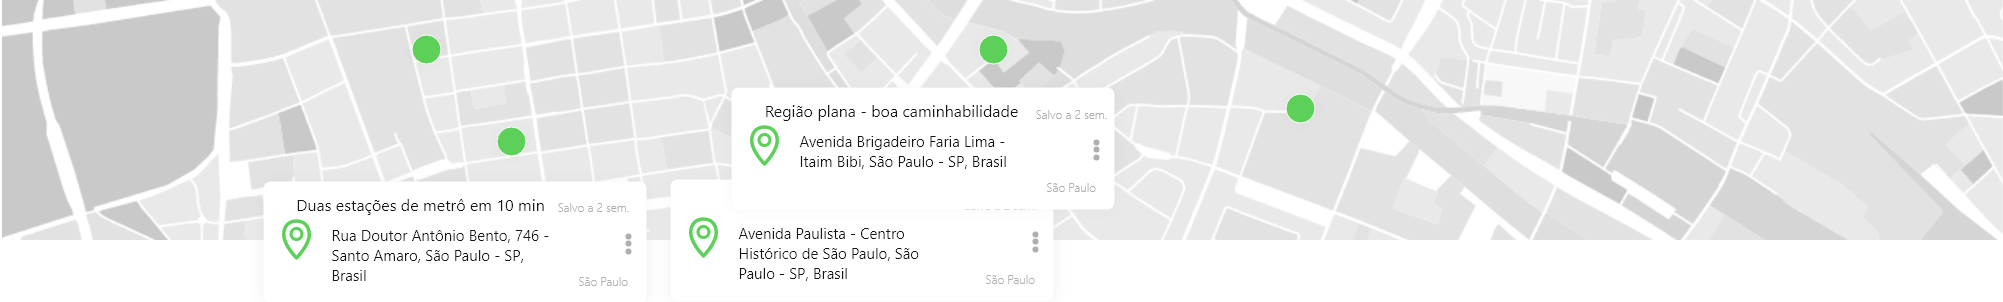 Região plana - boa caminhabilidade
Salvo a 2 sem.
Avenida Brigadeiro Faria Lima -
Itaim Bibi, São Paulo - SP, Brasil
São Paulo
Duas estações de metrô em 10 min
Salvo a 2 sem.
Rua Doutor Antônio Bento, 746 -
Santo Amaro, São Paulo - SP,
Brasil
São Paulo
Avenida Paulista - Centro
Histórico de São Paulo, São
Paulo - SP, Brasil
São Paulo